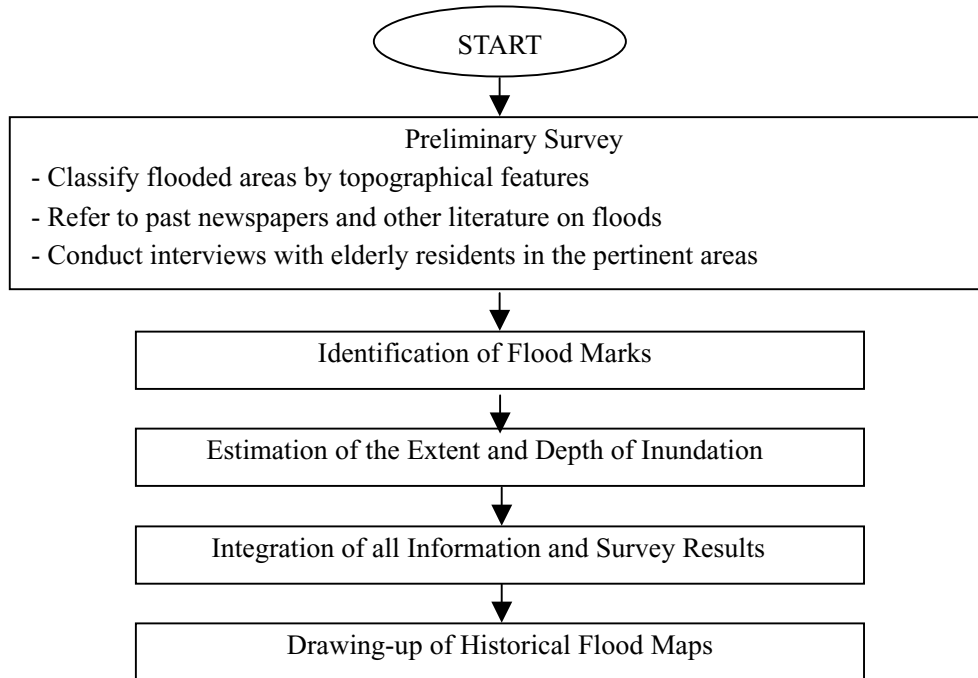 START
Preliminary Survey
- Classify flooded areas by topographical features
- Refer to past newspapers and other literature on floods
- Conduct interviews with elderly residents in the pertinent areas
Identification of Flood Marks
Estimation of the Extent and Depth of Inundation
Integration of all Information and Survey Results
Drawing-up of Historical Flood Maps